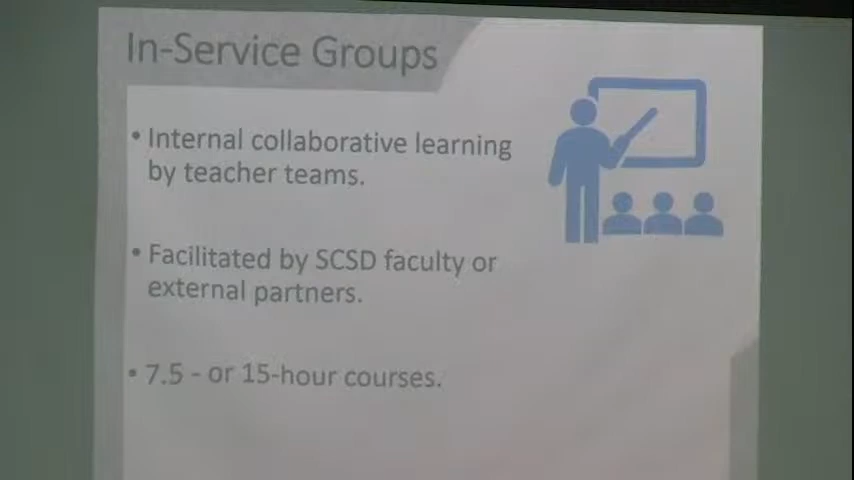 In-Service Groups
• Internal collaborative learning
by teacher teams.
• Facilitated by SCSD faculty or
external partners.
• 7.5 - or 15-hour courses.